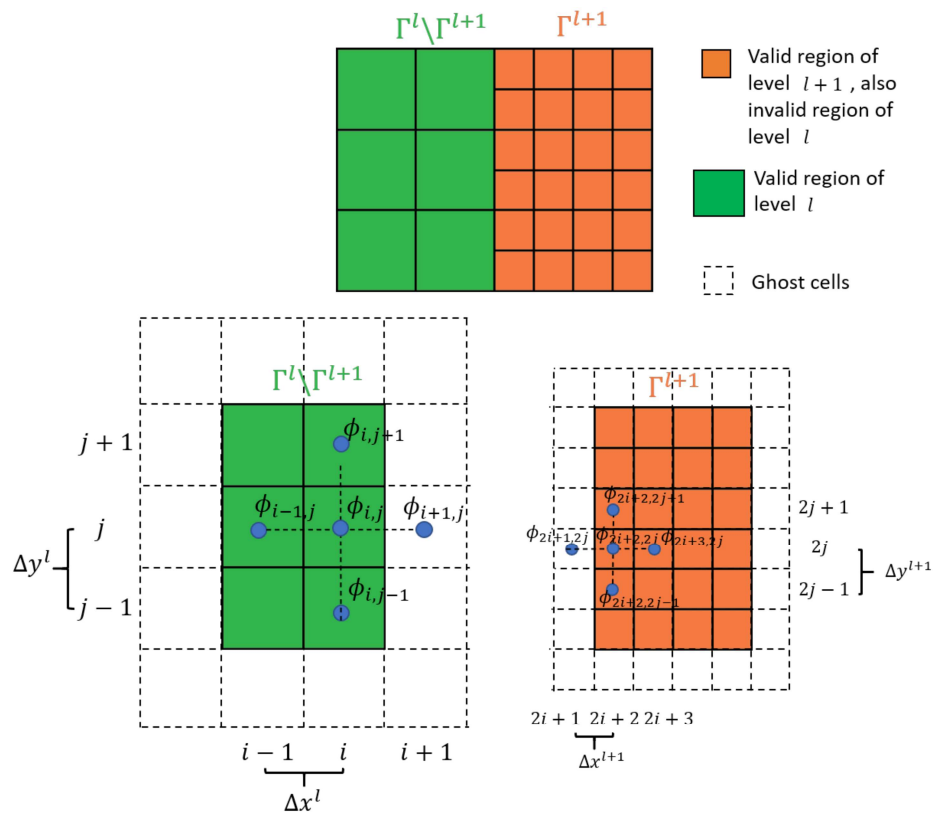 Γ^l\Γ^{l+1}
Γ^{l+1}
Valid region of
level l + 1 , also
invalid region of
level l
Valid region of
level l
Ghost cells
Γ^l\Γ^{l+1}
j + 1
j
j − 1
Δy^l
ϕ_{i,j+1}
ϕ_{i−1,j}
ϕ_{i,j}
ϕ_{i+1,j}
ϕ_{i,j−1}
i − 1
i
i + 1
Δx^l
Γ^{l+1}
ϕ_{2i+2,2j+1}
ϕ_{2i+1,2j}
ϕ_{2i+2,2j}
ϕ_{2i+3,2j}
ϕ_{2i+2,2j−1}
2j + 1
2j
2j − 1
Δy^{l+1}
2i + 1
2i + 2
2i + 3
Δx^{l+1}